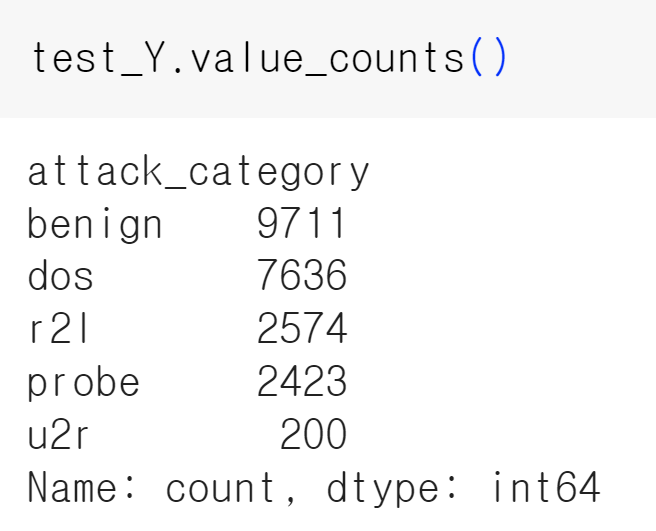 test_Y.value_counts()
attack_category
benign 9711
dos 7636
r2l 2574
probe 2423
u2r 200
Name: count, dtype: int64